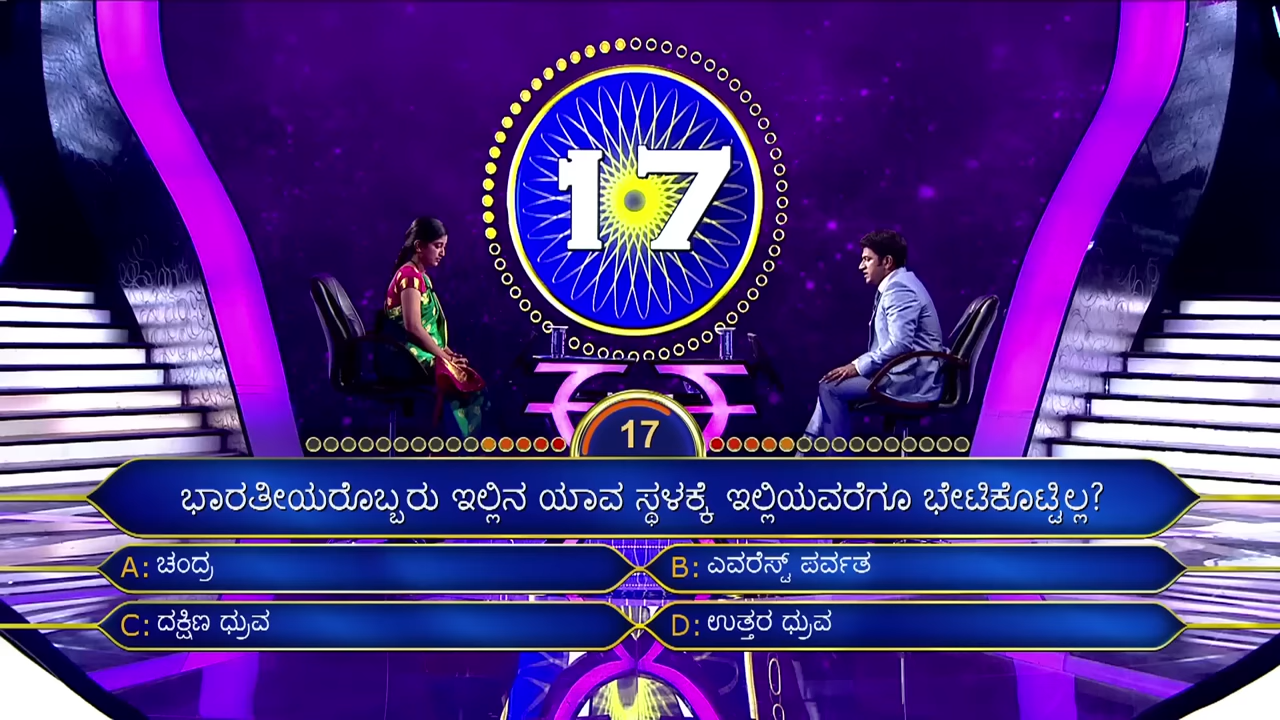 17
17
ಭಾರತೀಯರೊಬ್ಬರು ಇಲ್ಲಿನ ಯಾವ ಸ್ಥಳಕ್ಕೆ ಇಲ್ಲಿಯವರೆಗೂ ಭೇಟಿಕೊಟ್ಟಿಲ್ಲ?
A: ಚಂದ್ರ
B: ಎವರೆಸ್ಟ್ ಪರ್ವತ
C: ದಕ್ಷಿಣ ಧ್ರುವ
D: ಉತ್ತರ ಧ್ರುವ